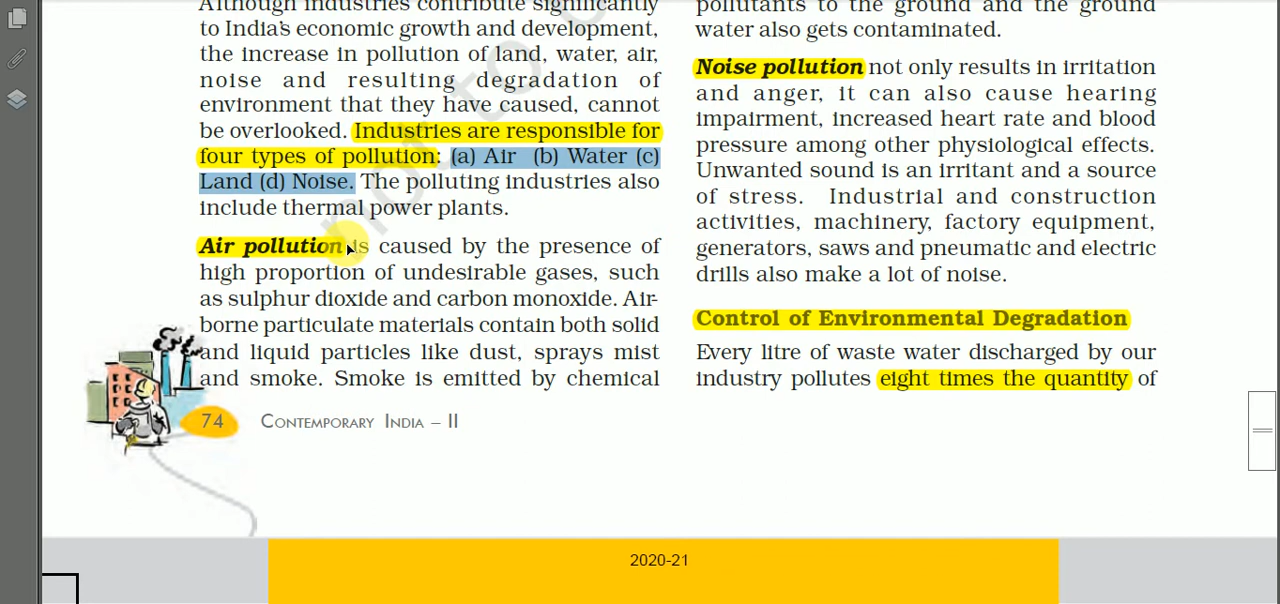 Although industries contribute significantly
to India's economic growth and development,
the increase in pollution of land, water, air,
noise and resulting degradation of
environment that they have caused, cannot
be overlooked. Industries are responsible for
four types of pollution: (a) Air (b) Water (c)
Land (d) Noise. The polluting industries also
include thermal power plants.
Air pollution is caused by the presence of
high proportion of undesirable gases, such
as sulphur dioxide and carbon monoxide. Air-
borne particulate materials contain both solid
and liquid particles like dust, sprays mist
and smoke. Smoke is emitted by chemical
pollutants to the ground and the ground
water also gets contaminated.
Noise pollution not only results in irritation
and anger, it can also cause hearing
impairment, increased heart rate and blood
pressure among other physiological effects.
Unwanted sound is an irritant and a source
of stress. Industrial and construction
activities, machinery, factory equipment,
generators, saws and pneumatic and electric
drills also make a lot of noise.
Control of Environmental Degradation
Every litre of waste water discharged by our
industry pollutes eight times the quantity of
74 Contemporary India – II
2020-21
not to